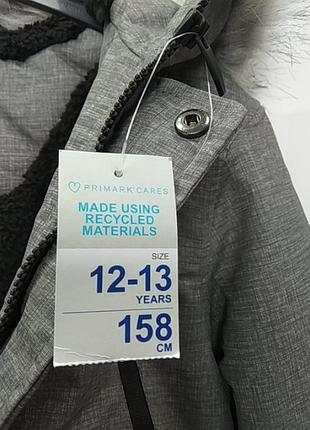 PRIMARK CARES
MADE USING
RECYCLED
MATERIALS
SIZE
12-13
YEARS
158
CM